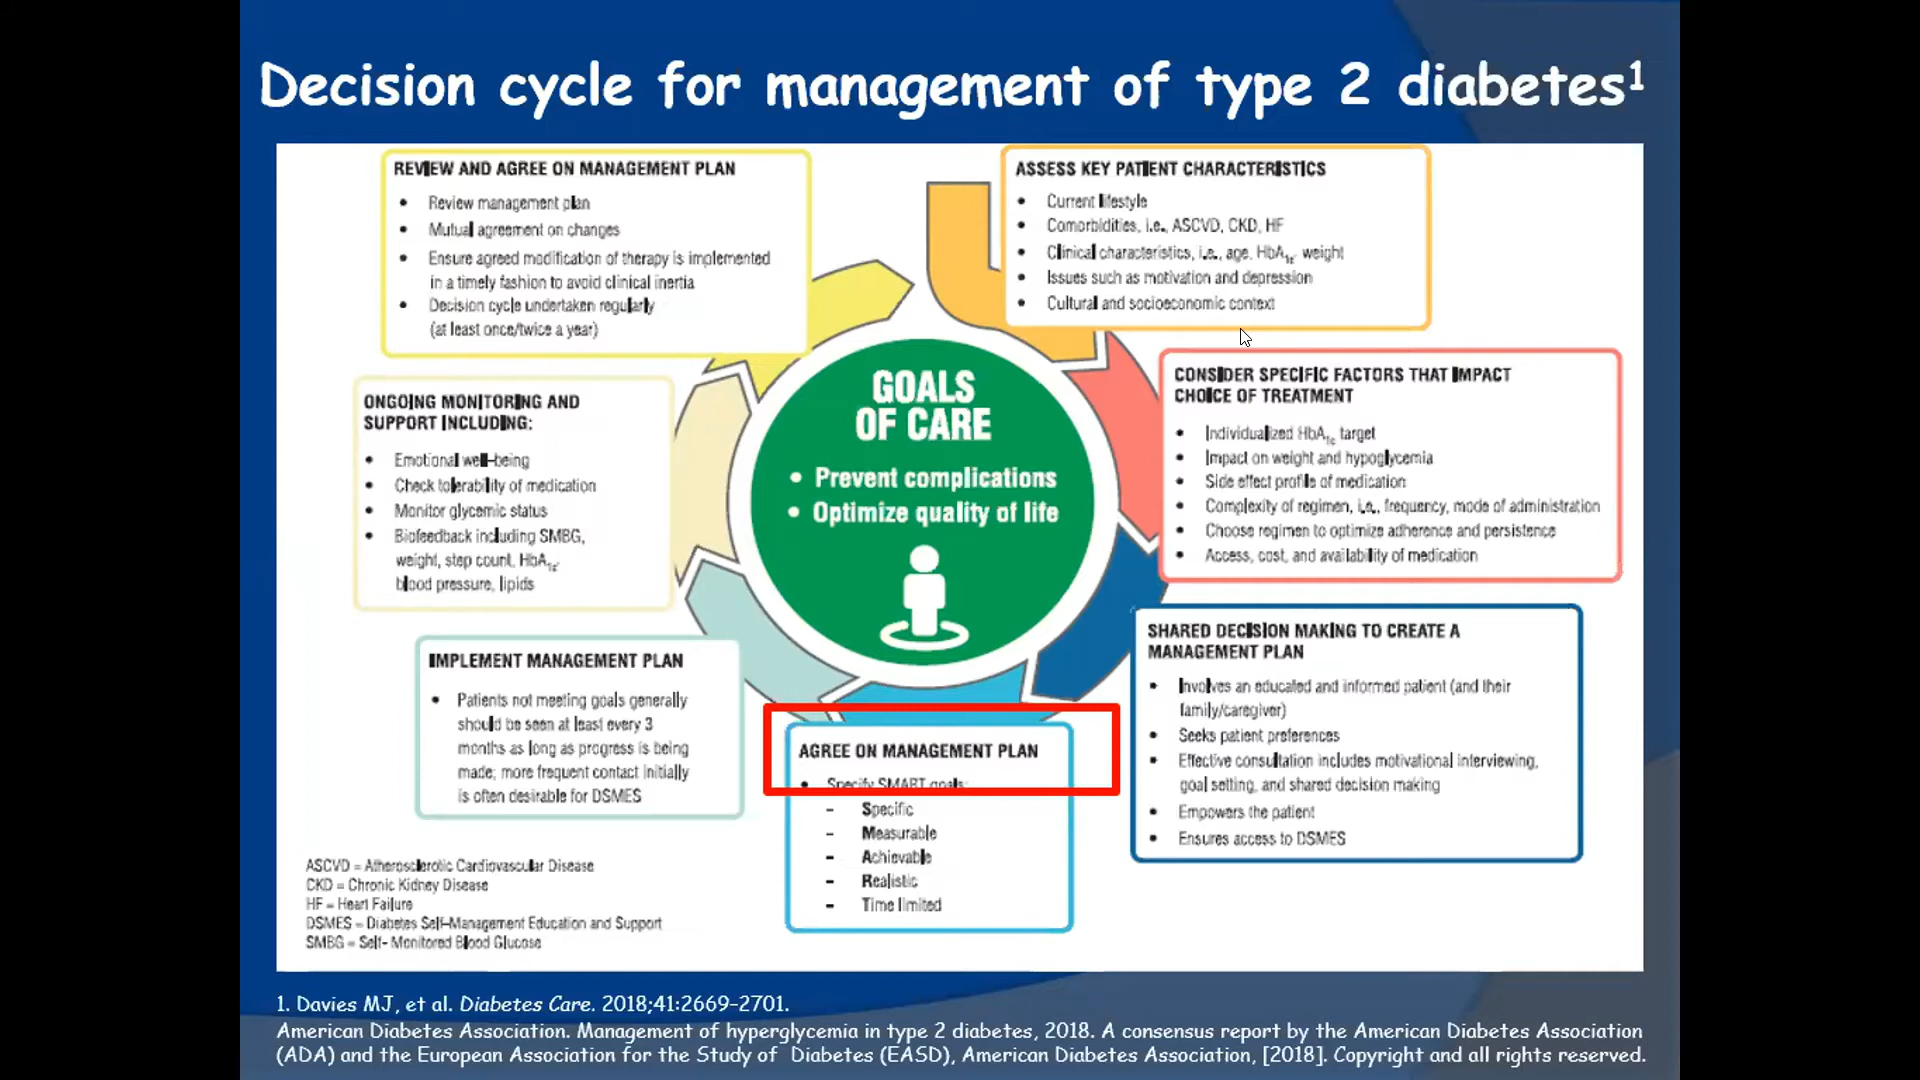 Decision cycle for management of type 2 diabetes¹
REVIEW AND AGREE ON MANAGEMENT PLAN
• Review management plan
• Mutual agreement on changes
• Ensure agreed modification of therapy is implemented
in a timely fashion to avoid clinical inertia
• Decision cycle undertaken regularly
(at least once/twice a year)
ASSESS KEY PATIENT CHARACTERISTICS
• Current lifestyle
• Comorbidities, i.e., ASCVD, CKD, HF
• Clinical characteristics, i.e., age, HbA1c, weight
• Issues such as motivation and depression
• Cultural and socioeconomic context
CONSIDER SPECIFIC FACTORS THAT IMPACT
CHOICE OF TREATMENT
• Individualized HbA1c target
• Impact on weight and hypoglycemia
• Side effect profile of medication
• Complexity of regimen, i.e., frequency, mode of administration
• Choose regimen to optimize adherence and persistence
• Access, cost, and availability of medication
SHARED DECISION MAKING TO CREATE A
MANAGEMENT PLAN
• Involves an educated and informed patient (and their
family/caregiver)
• Seeks patient preferences
• Effective consultation includes motivational interviewing,
goal setting, and shared decision making
• Empowers the patient
• Ensures access to DSMES
AGREE ON MANAGEMENT PLAN
• Specify SMART goals:
- Specific
- Measurable
- Achievable
- Realistic
- Time limited
IMPLEMENT MANAGEMENT PLAN
• Patients not meeting goals generally
should be seen at least every 3
months as long as progress is being
made; more frequent contact initially
is often desirable for DSMES
ONGOING MONITORING AND
SUPPORT INCLUDING:
• Emotional well-being
• Check tolerability of medication
• Monitor glycemic status
• Biofeedback including SMBG,
weight, step count, HbA1c,
blood pressure, lipids
GOALS
OF CARE
• Prevent complications
• Optimize quality of life
ASCVD = Atherosclerotic Cardiovascular Disease
CKD = Chronic Kidney Disease
HF = Heart Failure
DSMES = Diabetes Self-Management Education and Support
SMBG = Self- Monitored Blood Glucose
1. Davies MJ, et al. Diabetes Care. 2018;41:2669–2701.
American Diabetes Association. Management of hyperglycemia in type 2 diabetes, 2018. A consensus report by the American Diabetes Association
(ADA) and the European Association for the Study of Diabetes (EASD), American Diabetes Association, [2018]. Copyright and all rights reserved.